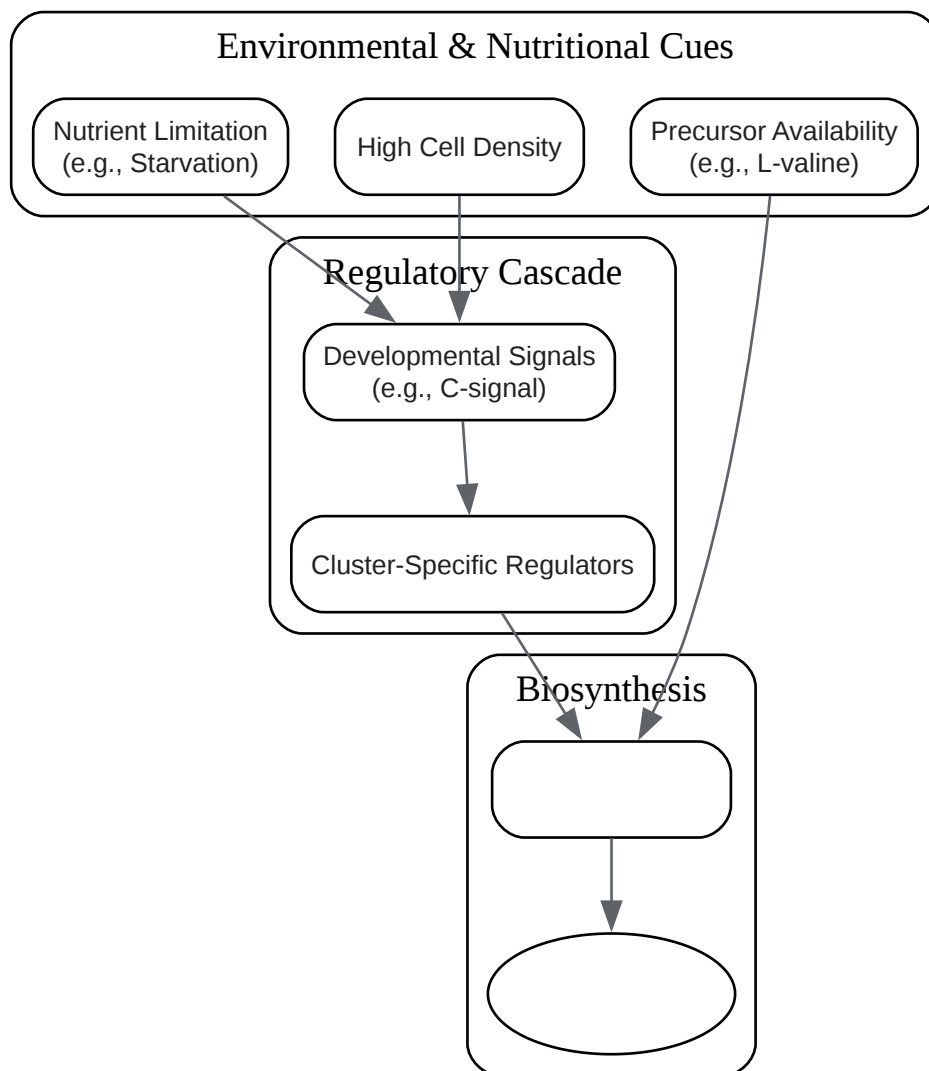 Environmental & Nutritional Cues
Nutrient Limitation
(e.g., Starvation)
High Cell Density
Precursor Availability
(e.g., L-valine)
Regulatory Cascade
Developmental Signals
(e.g., C-signal)
Cluster-Specific Regulators
Biosynthesis